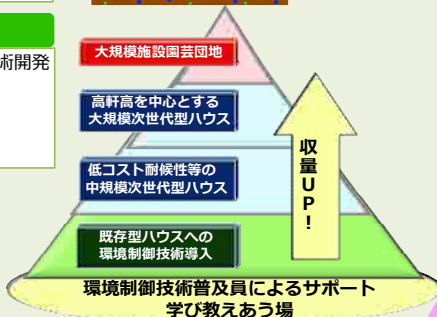 術開発
大規模施設園芸団地
高軒高を中心とする
大規模次世代型ハウス
低コスト耐候性等の
中規模次世代型ハウス
既存型ハウスへの
環境制御技術導入
収量UP!
環境制御技術普及員によるサポート
学び教えあう場